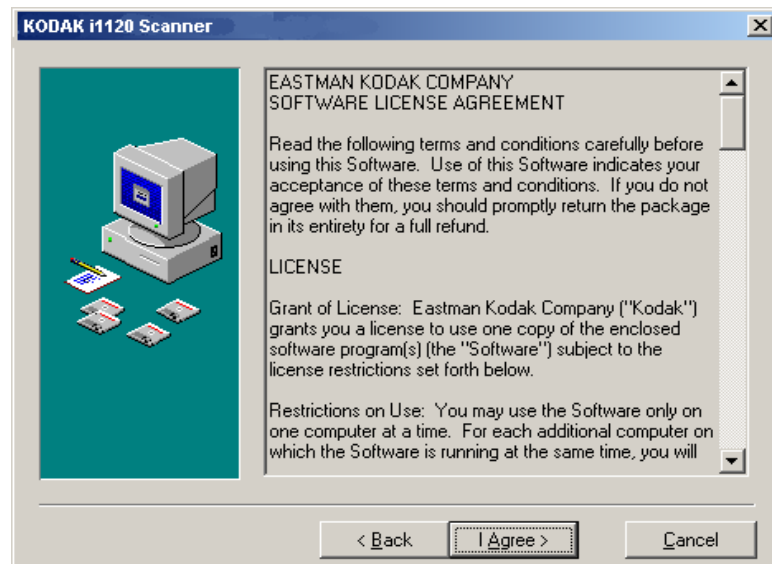 KODAK i1120 Scanner
EASTMAN KODAK COMPANY
SOFTWARE LICENSE AGREEMENT
Read the following terms and conditions carefully before
using this Software.  Use of this Software indicates your
acceptance of these terms and conditions.  If you do not
agree with them, you should promptly return the package
in its entirety for a full refund.
LICENSE
Grant of License:  Eastman Kodak Company ("Kodak")
grants you a license to use one copy of the enclosed
software program(s) (the "Software") subject to the
license restrictions set forth below.
Restrictions on Use:  You may use the Software only on
one computer at a time.  For each additional computer on
which the Software is running at the same time, you will
< Back
I Agree >
Cancel